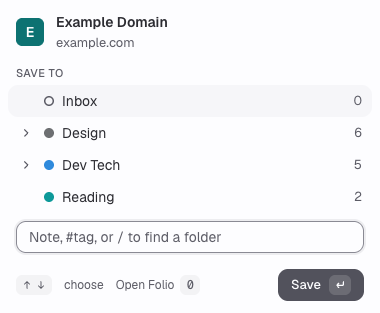 E
Example Domain
example.com
SAVE TO
Inbox 0
Design 6
Dev Tech 5
Reading 2
Note, #tag, or / to find a folder
↑ ↓ choose Open Folio 0 Save ↵